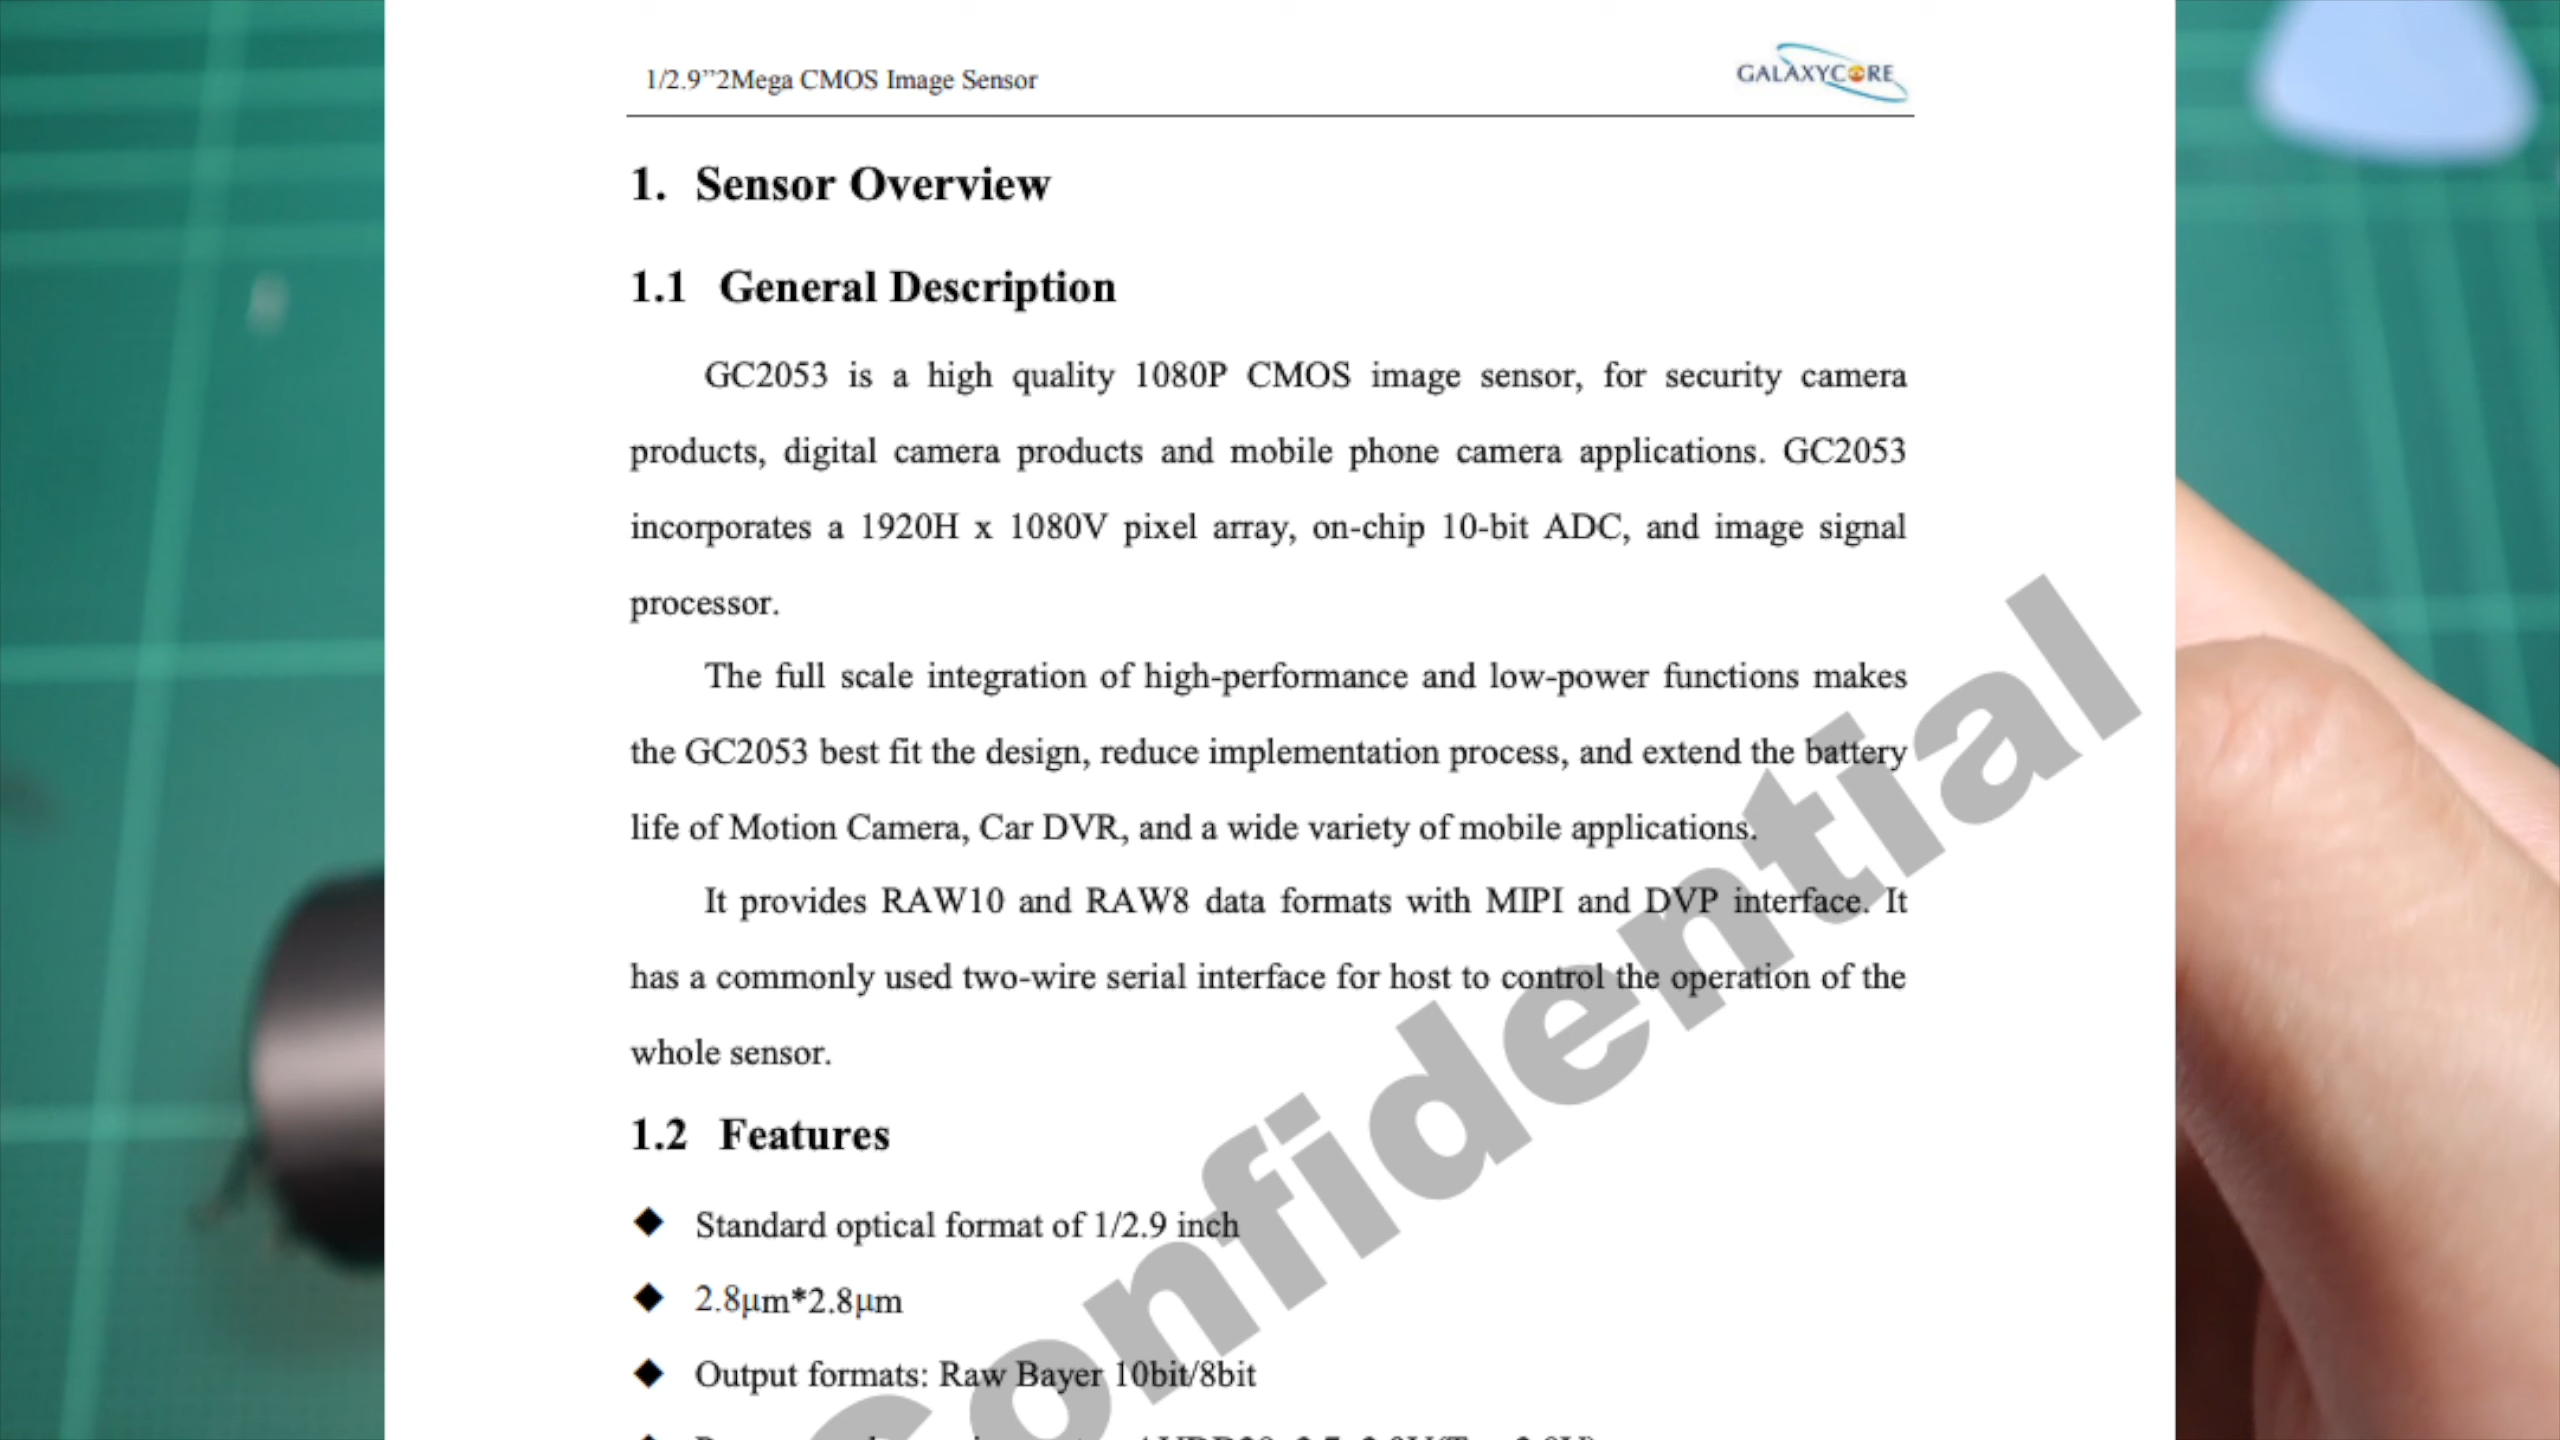 1/2.9”2Mega CMOS Image Sensor
GALAXYCORE
1. Sensor Overview
1.1 General Description
GC2053 is a high quality 1080P CMOS image sensor, for security camera
products, digital camera products and mobile phone camera applications. GC2053
incorporates a 1920H x 1080V pixel array, on-chip 10-bit ADC, and image signal
processor.
The full scale integration of high-performance and low-power functions makes
the GC2053 best fit the design, reduce implementation process, and extend the battery
life of Motion Camera, Car DVR, and a wide variety of mobile applications.
It provides RAW10 and RAW8 data formats with MIPI and DVP interface. It
has a commonly used two-wire serial interface for host to control the operation of the
whole sensor.
1.2 Features
◆ Standard optical format of 1/2.9 inch
◆ 2.8μm*2.8μm
◆ Output formats: Raw Bayer 10bit/8bit
Confidential